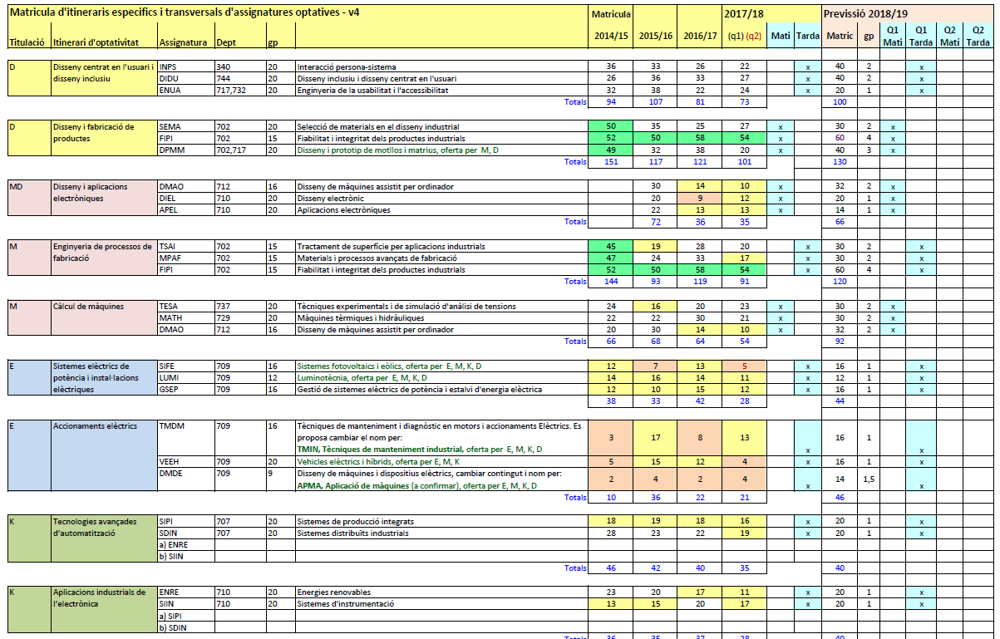 Matricula d'itineraris especifics i transversals d'assignatures optatives - v4 Matricula 2017/18 Previssió 2018/19
Titulació Itinerari d'optativitat Assignatura Dept gp 2014/15 2015/16 2016/17 (q1) (q2) Mati Tarda Matric gp Q1 Mati Q1 Tarda Q2 Matí Q2 Tarda
D Disseny centrat en l'usuari i INPS 340 20 Interacció persona-sistema 36 33 26 22 x 40 2 x
disseny inclusiu DIDU 744 20 Disseny inclusiu i disseny centrat en l'usuari 26 36 33 27 x 40 2 x
ENUA 717,732 20 Enginyeria de la usabilitat i l'accessibilitat 32 38 22 24 x 20 1 x
Totals 94 107 81 73 100
D Disseny i fabricació de SEMA 702 20 Selecció de materials en el disseny industrial 50 35 25 27 x 30 2 x
productes FIPI 702 15 Fiabilitat i integritat dels productes industrials 52 50 58 54 x 60 4 x
DPMM 702,717 20 Disseny i prototip de motllos i matrius, oferta per M, D 49 32 38 20 x 40 3 x
Totals 151 117 121 101 130
MD Disseny i aplicacions DMAO 712 16 Disseny de màquines assistit per ordinador 30 14 10 x 32 2 x
electròniques DIEL 710 20 Disseny electrònic 20 9 12 x 20 1 x
APEL 710 20 Aplicacions electròniques 22 13 13 x 14 1 x
Totals 72 36 35 66
M Enginyeria de processos de TSAI 702 15 Tractament de superfície per aplicacions industrials 45 19 28 20 x 30 2 x
fabricació MPAF 702 15 Materials i processos avançats de fabricació 47 24 33 17 x 30 2 x
FIPI 702 15 Fiabilitat i integritat dels productes industrials 52 50 58 54 x 60 4 x
Totals 144 93 119 91 120
M Càlcul de màquines TESA 737 20 Tècniques experimentals i de simulació d'anàlisi de tensions 24 16 20 23 x 30 2 x
MATH 729 20 Màquines tèrmiques i hidràuliques 22 22 30 21 x 30 2 x
DMAO 712 16 Disseny de màquines assistit per ordinador 20 30 14 10 x 32 2 x
Totals 66 68 64 54 92
E Sistemes elèctrics de SIFE 709 16 Sistemes fotovoltaics i eòlics, oferta per E, M, K, D 12 7 13 5 x 16 1 x
potència i instal·lacions LUMI 709 12 Luminotècnia, oferta per E, M, K, D 14 16 14 11 x 12 1 x
elèctriques GSEP 709 16 Gestió de sistemes elèctrics de potència i estalvi d'energia elèctrica 12 10 15 12 x 16 1 x
38 33 42 28 44
E Accionaments elèctrics TMDM 709 16 Tècniques de manteniment i diagnòstic en motors i accionaments Elèctrics. Es
proposa cambiar el nom per: 3 17 8 13 16 1
TMIN, Tècniques de manteniment industrial, oferta per E, M, K, D x x
VEEH 709 20 Vehicles elèctrics i híbrids, oferta per E, M, K 5 15 12 4 x 16 1 x
DMDE 709 9 Disseny de màquines i dispositius elèctrics, cambiar contingut i nom per: 2 4 2 4 14 1,5
APMA, Aplicació de màquines (a confirmar), oferta per E, M, K, D x x
Totals 10 36 22 21 46
K Tecnologies avançades SIPI 707 20 Sistemes de producció integrats 18 19 18 16 x 20 1 x
d'automatització SDIN 707 20 Sistemes distribuïts industrials 28 23 22 19 x 20 1 x
a) ENRE
b) SIIN
Totals 46 42 40 35 40
K Aplicacions industrials de ENRE 710 20 Energies renovables 23 20 17 11 x 20 1 x
l'electrònica SIIN 710 20 Sistemes d'instrumentació 13 15 20 17 x 20 1 x
a) SIPI
b) SDIN
Totals 36 35 37 28 40